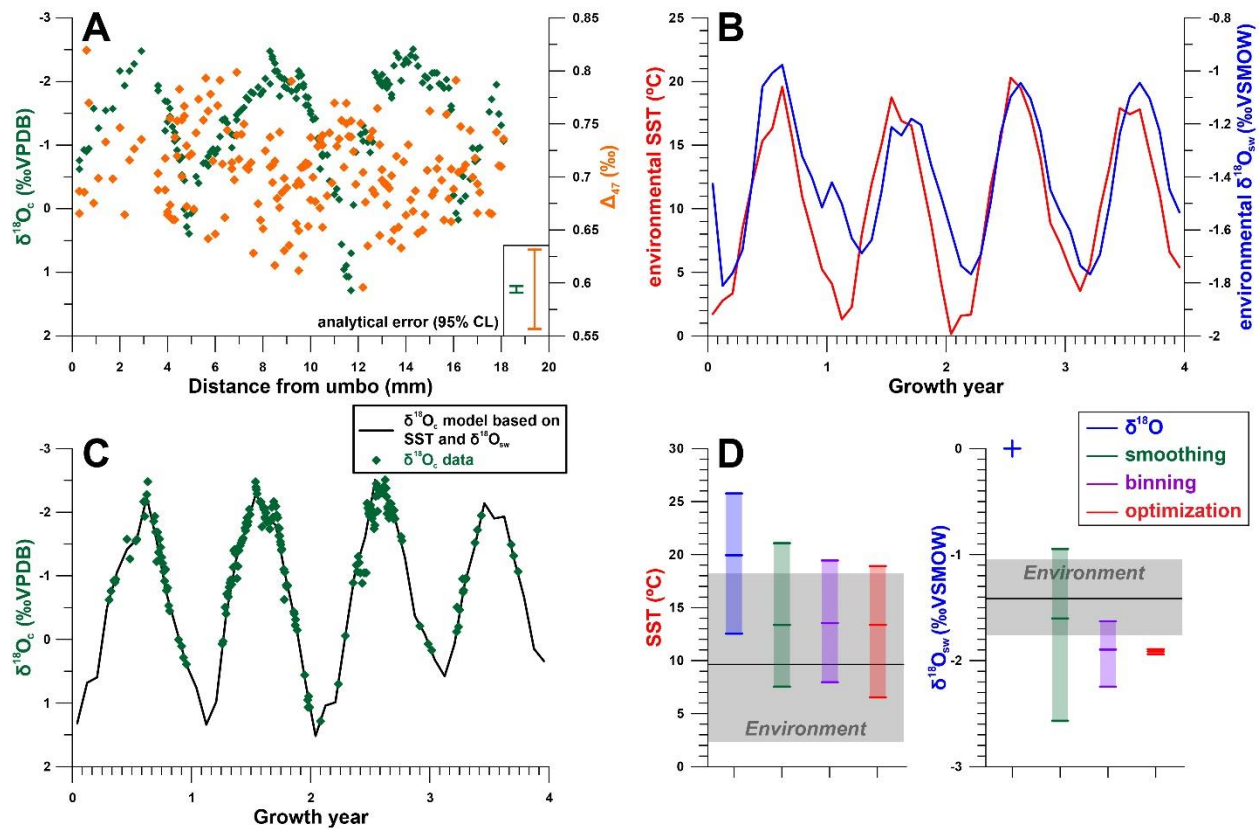 A
δ¹⁸Oc (‰VPDB)
-3
-2
-1
0
1
2
0.85
0.8
0.75
0.7
0.65
0.6
0.55
Δ47 (‰)
analytical error (95% CL)
0 2 4 6 8 10 12 14 16 18 20
Distance from umbo (mm)
B
environmental SST (ºC)
25
20
15
10
5
0
-0.8
-1
-1.2
-1.4
-1.6
-1.8
-2
environmental δ¹⁸Osw (‰VSMOW)
0 1 2 3 4
Growth year
C
δ¹⁸Oc model based on
SST and δ¹⁸Osw
δ¹⁸Oc data
δ¹⁸Oc (‰VPDB)
-3
-2
-1
0
1
2
0 1 2 3 4
Growth year
D
SST (ºC)
30
25
20
15
10
5
0
Environment
δ¹⁸O
smoothing
binning
optimization
δ¹⁸Osw (‰VSMOW)
0
-1
-2
-3
Environment